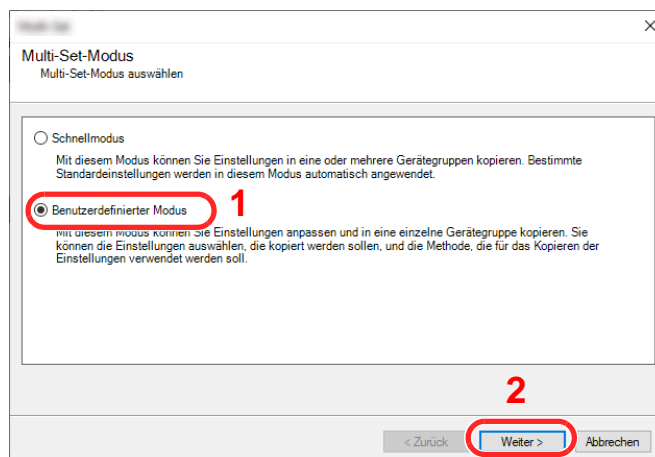 Multi-Set-Modus
Multi-Set-Modus auswählen
Schnellmodus
Mit diesem Modus können Sie Einstellungen in eine oder mehrere Gerätegruppen kopieren. Bestimmte
Standardeinstellungen werden in diesem Modus automatisch angewendet.
Benutzerdefinierter Modus
1
Mit diesem Modus können Sie Einstellungen anpassen und in eine einzelne Gerätegruppe kopieren. Sie
können die Einstellungen auswählen, die kopiert werden sollen, und die Methode, die für das Kopieren der
Einstellungen verwendet werden soll.
2
< Zurück Weiter > Abbrechen